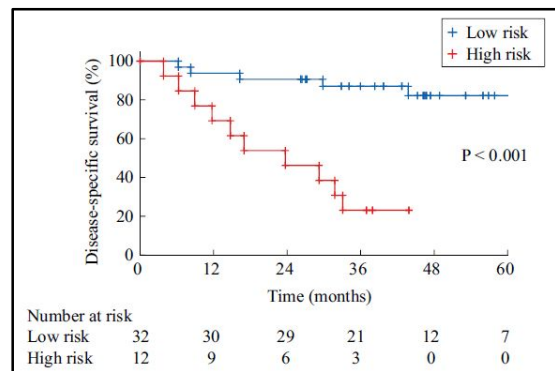 Low risk
High risk
Disease-specific survival (%)
100
80
60
40
20
0
P < 0.001
0 12 24 36 48 60
Time (months)
Number at risk
Low risk 32 30 29 21 12 7
High risk 12 9 6 3 0 0